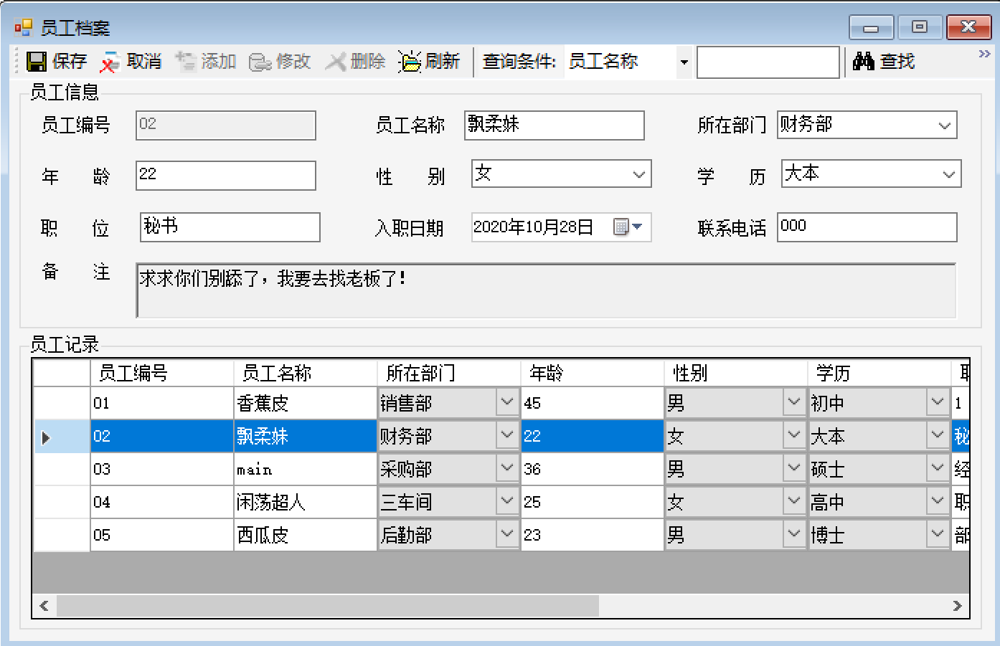 员工档案
保存 取消 添加 修改 删除 刷新 查询条件: 员工名称 查找
员工信息
员工编号 02 员工名称 飘柔妹 所在部门 财务部
年 龄 22 性 别 女 学 历 大本
职 位 秘书 入职日期 2020年10月28日 联系电话 000
备 注 求求你们别舔了，我要去找老板了！
员工记录
员工编号 员工名称 所在部门 年龄 性别 学历 职
01 香蕉皮 销售部 45 男 初中 1
02 飘柔妹 财务部 22 女 大本 秘
03 main 采购部 36 男 硕士 经
04 闲荡超人 三车间 25 女 高中 职
05 西瓜皮 后勤部 23 男 博士 部